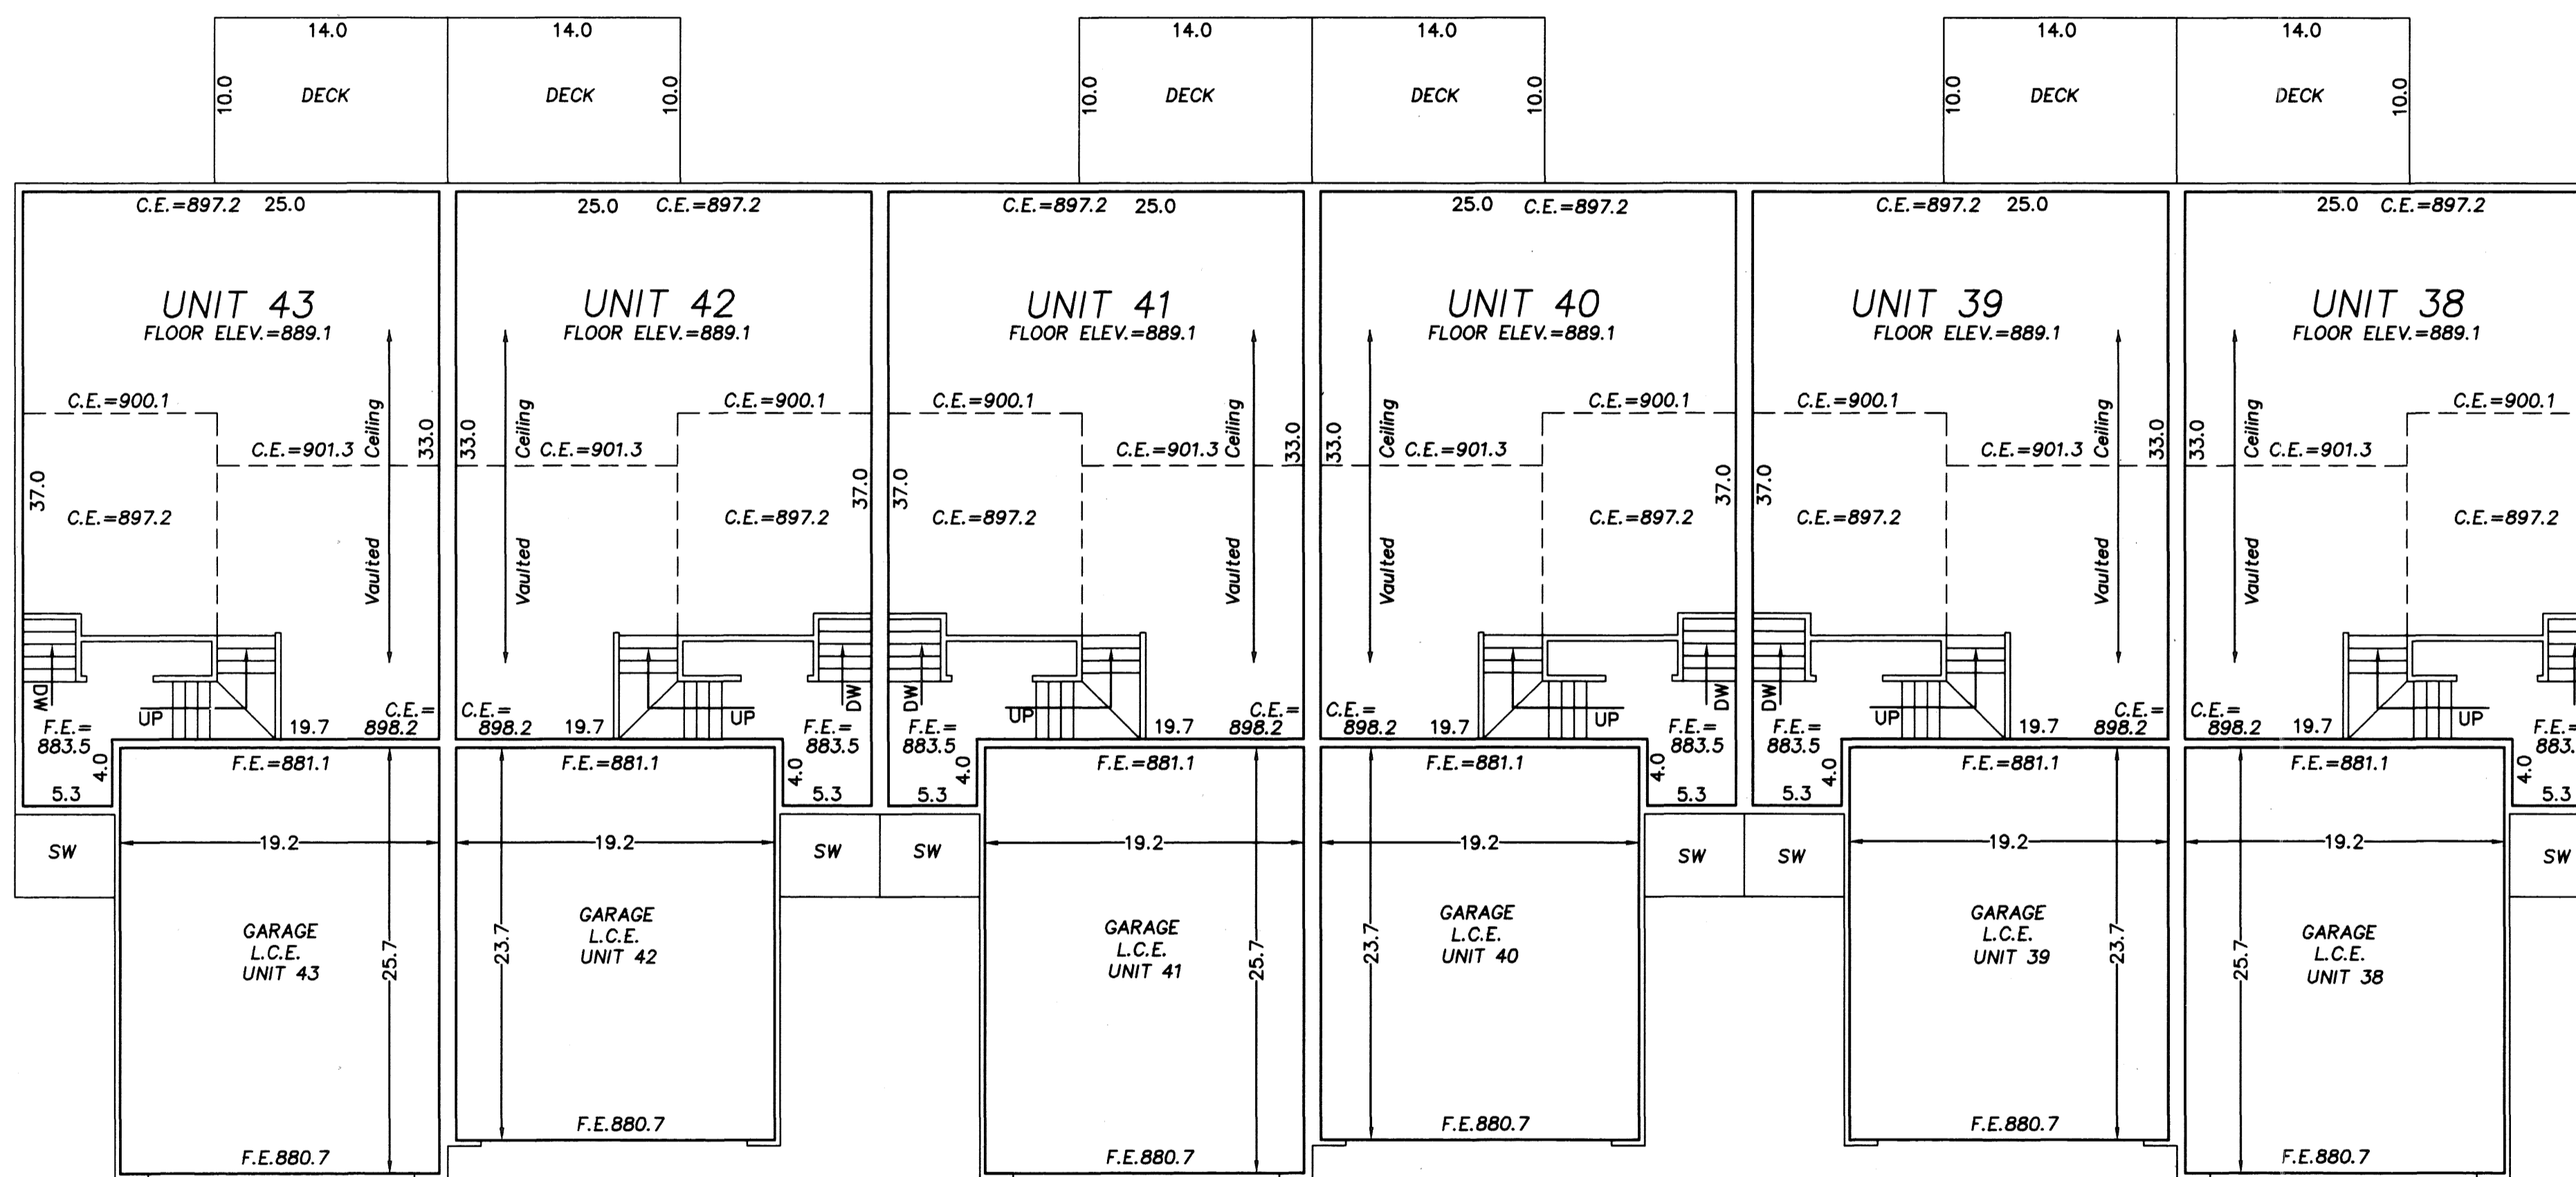 14.0 14.0 14.0 14.0 14.0 14.0
10.0 DECK DECK 10.0 10.0 DECK DECK 10.0 10.0 DECK DECK 10.0
C.E.=897.2 25.0 25.0 C.E.=897.2 C.E.=897.2 25.0 25.0 C.E.=897.2 C.E.=897.2 25.0 25.0 C.E.=897.2
UNIT 43 UNIT 42 UNIT 41 UNIT 40 UNIT 39 UNIT 38
FLOOR ELEV.=889.1 FLOOR ELEV.=889.1 FLOOR ELEV.=889.1 FLOOR ELEV.=889.1 FLOOR ELEV.=889.1 FLOOR ELEV.=889.1
C.E.=900.1 C.E.=900.1 C.E.=900.1 C.E.=900.1 C.E.=900.1 C.E.=900.1
Ceiling Ceiling Ceiling Ceiling Ceiling Ceiling
33.0 33.0 33.0 33.0 33.0 33.0
C.E.=901.3 C.E.=901.3 C.E.=901.3 C.E.=901.3 C.E.=901.3 C.E.=901.3
37.0 37.0 37.0 37.0 37.0
C.E.=897.2 C.E.=897.2 C.E.=897.2 C.E.=897.2 C.E.=897.2 C.E.=897.2
Vaulted Vaulted Vaulted Vaulted Vaulted Vaulted
DW DW DW DW DW
UP UP UP UP UP UP
C.E.= C.E.= C.E.= C.E.= C.E.= C.E.=
F.E.= 19.7 898.2 898.2 19.7 F.E.= F.E.= 19.7 898.2 898.2 19.7 F.E.= F.E.= 19.7 898.2 898.2 19.7 F.E.=
883.5 883.5 883.5 883.5 883.5 883.
4.0 F.E.=881.1 F.E.=881.1 4.0 4.0 F.E.=881.1 F.E.=881.1 4.0 4.0 F.E.=881.1 F.E.=881.1 4.0
5.3 5.3 5.3 5.3 5.3 5.3
SW 19.2 19.2 SW SW 19.2 19.2 SW SW 19.2 19.2 SW
GARAGE GARAGE GARAGE GARAGE GARAGE GARAGE
L.C.E. L.C.E. L.C.E. L.C.E. L.C.E. L.C.E.
UNIT 43 UNIT 42 UNIT 41 UNIT 40 UNIT 39 UNIT 38
25.7 23.7 25.7 23.7 23.7 25.7
F.E.880.7 F.E.880.7 F.E.880.7 F.E.880.7 F.E.880.7 F.E.880.7